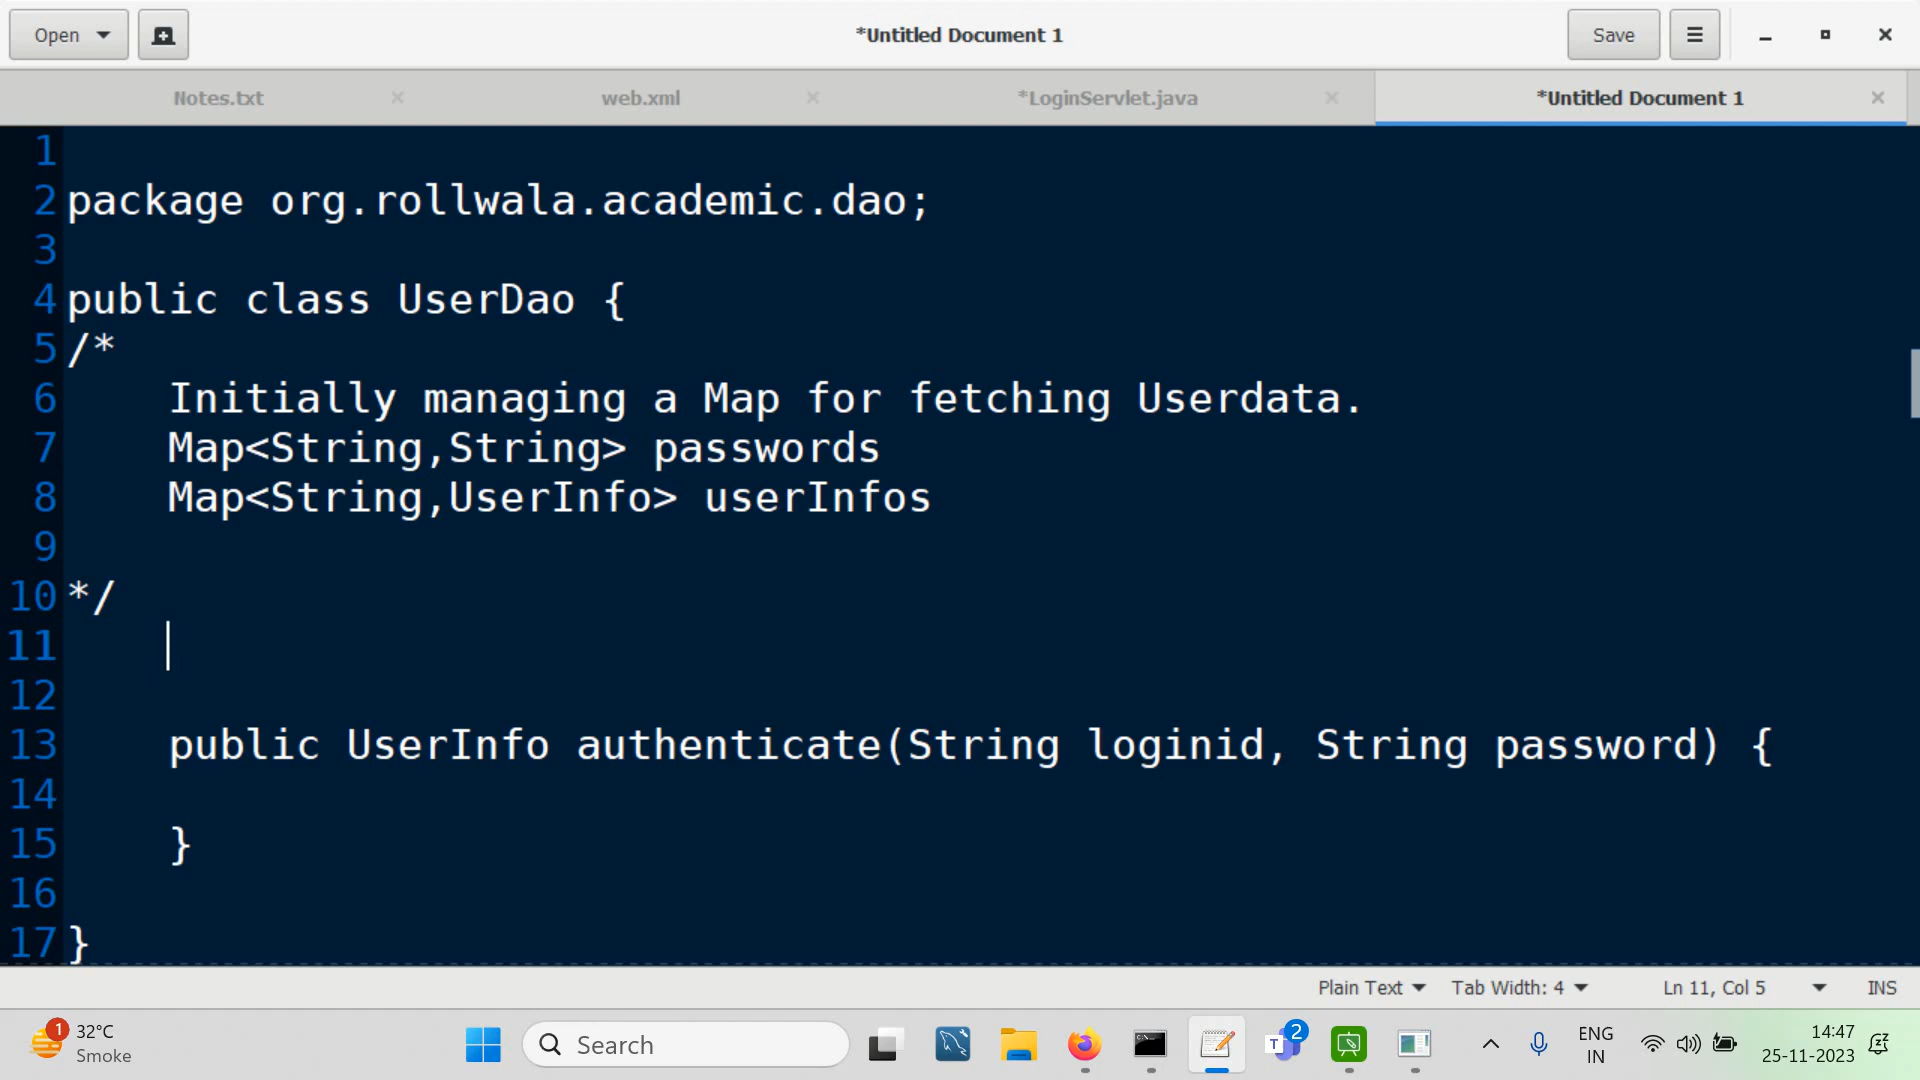 Open
*Untitled Document 1
Save
Notes.txt
web.xml
*LoginServlet.java
*Untitled Document 1
1
2 package org.rollwala.academic.dao;
3
4 public class UserDao {
5 /*
6 Initially managing a Map for fetching Userdata.
7 Map<String,String> passwords
8 Map<String,UserInfo> userInfos
9
10 */
11
12
13 public UserInfo authenticate(String loginid, String password) {
14
15 }
16
17 }
Plain Text
Tab Width: 4
Ln 11, Col 5
INS
1
32°C
Smoke
Search
2
ENG
IN
14:47
25-11-2023